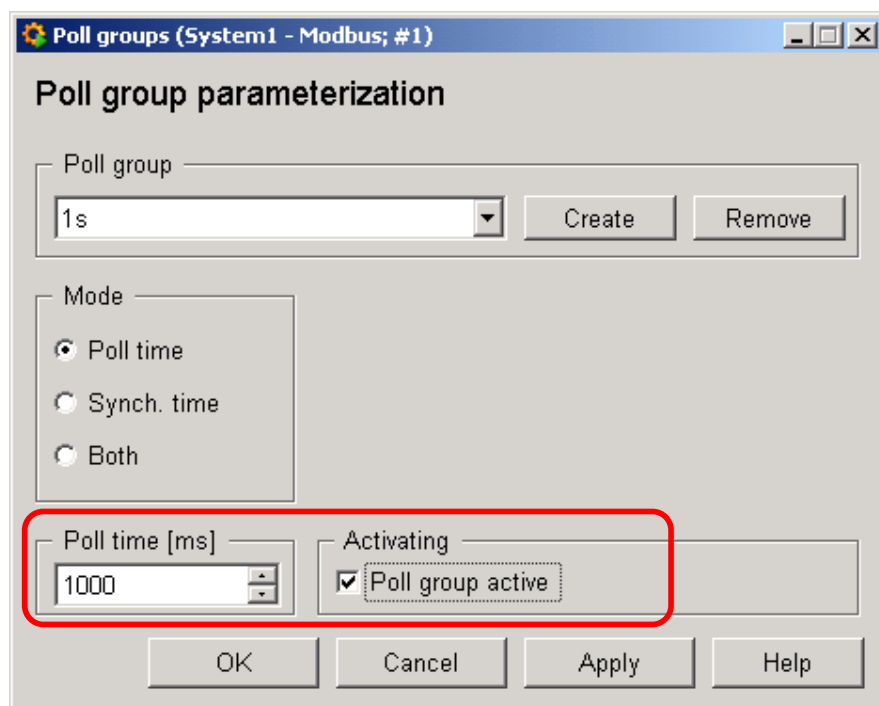 Poll groups (System1 - Modbus; #1)
Poll group parameterization
Poll group
1s
Create
Remove
Mode
Poll time
Synch. time
Both
Poll time [ms]
Activating
1000
Poll group active
OK
Cancel
Apply
Help